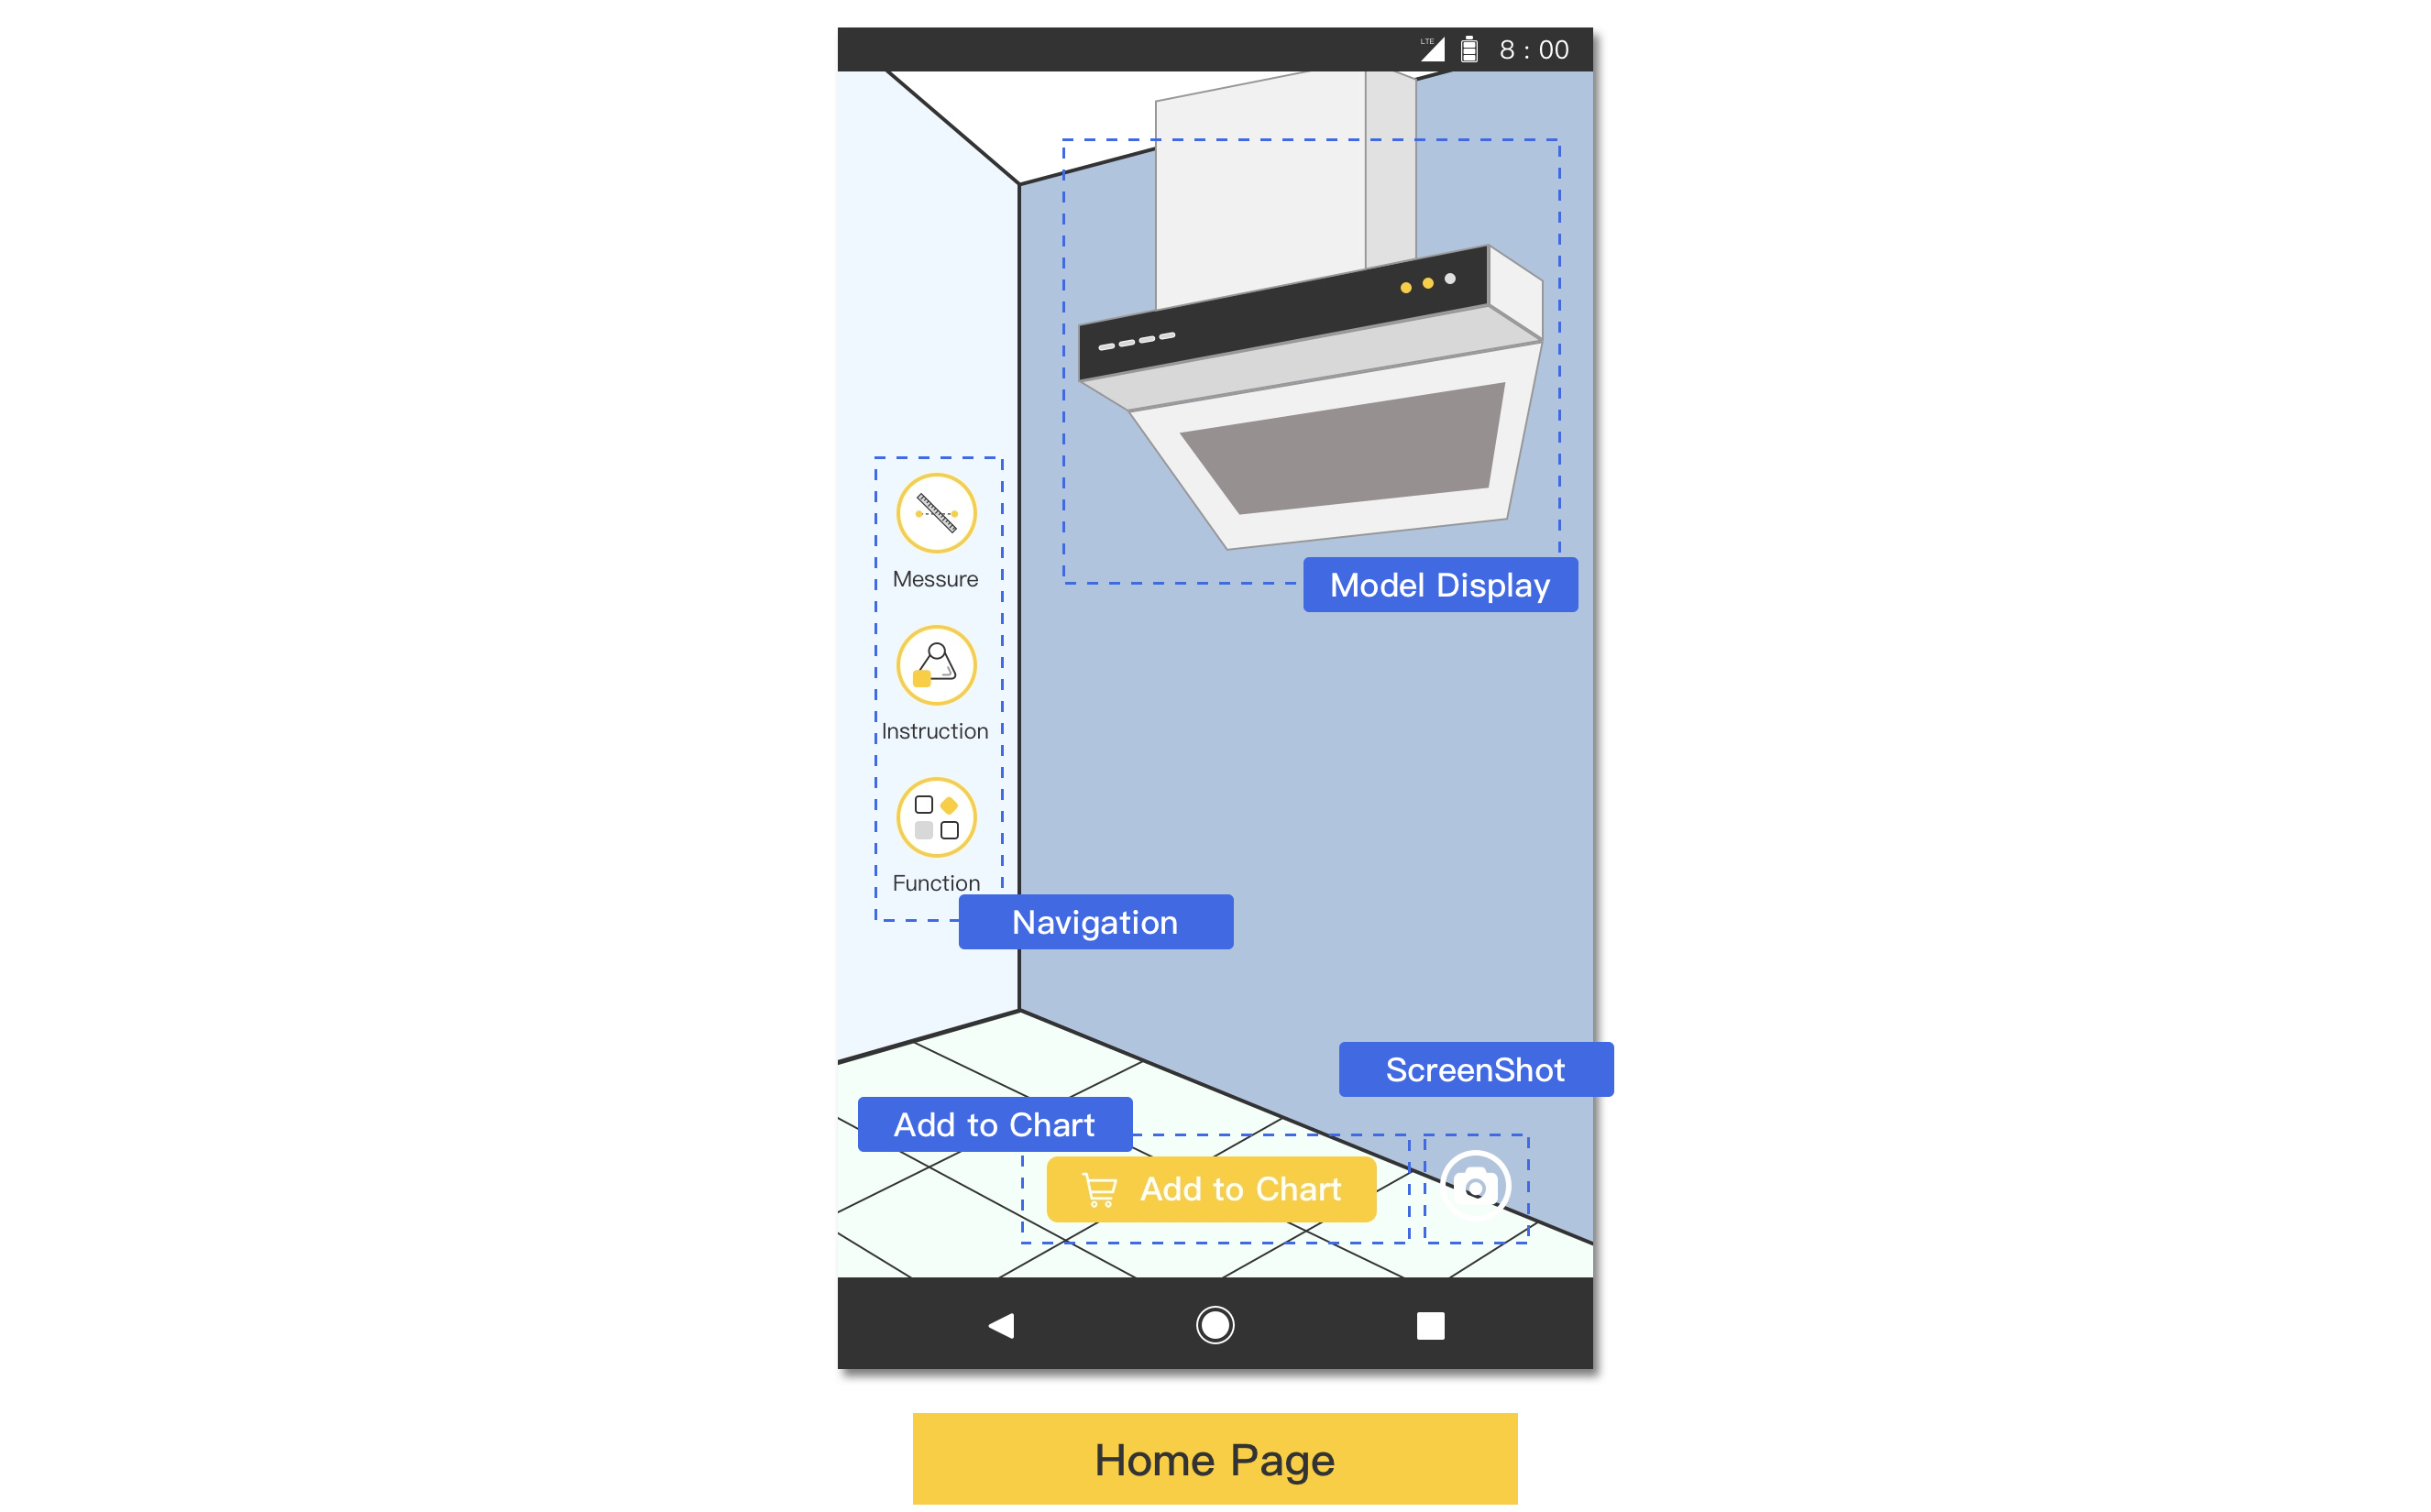 LTE 8 : 00
Messure
Instruction
Function
Model Display
Navigation
ScreenShot
Add to Chart
Add to Chart
Home Page